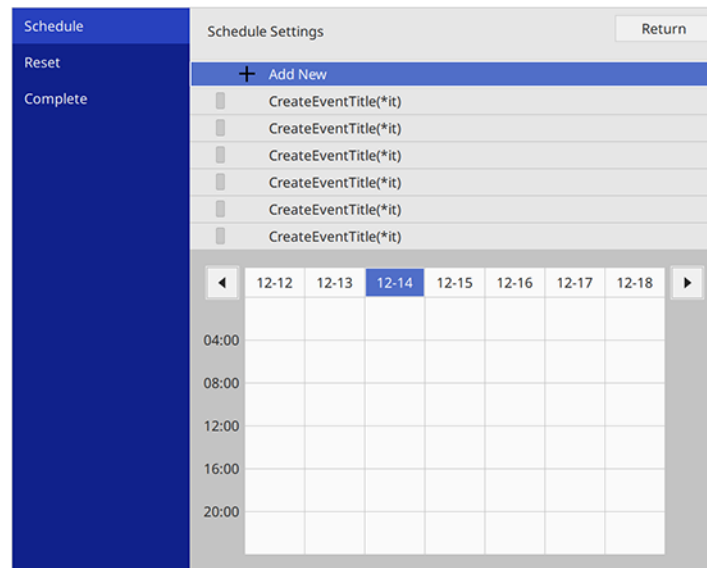 Schedule
Reset
Complete
Schedule Settings
Return
+ Add New
CreateEventTitle(*it)
CreateEventTitle(*it)
CreateEventTitle(*it)
CreateEventTitle(*it)
CreateEventTitle(*it)
CreateEventTitle(*it)
12-12 12-13 12-14 12-15 12-16 12-17 12-18
04:00
08:00
12:00
16:00
20:00